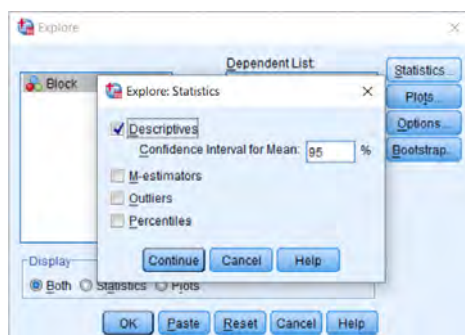 Explore
Dependent List:
Block
Statistics...
Plots...
Options...
Bootstrap...
Explore: Statistics
Descriptives
Confidence Interval for Mean: 95 %
M-estimators
Outliers
Percentiles
Continue Cancel Help
Display
Both Statistics Plots
OK Paste Reset Cancel Help